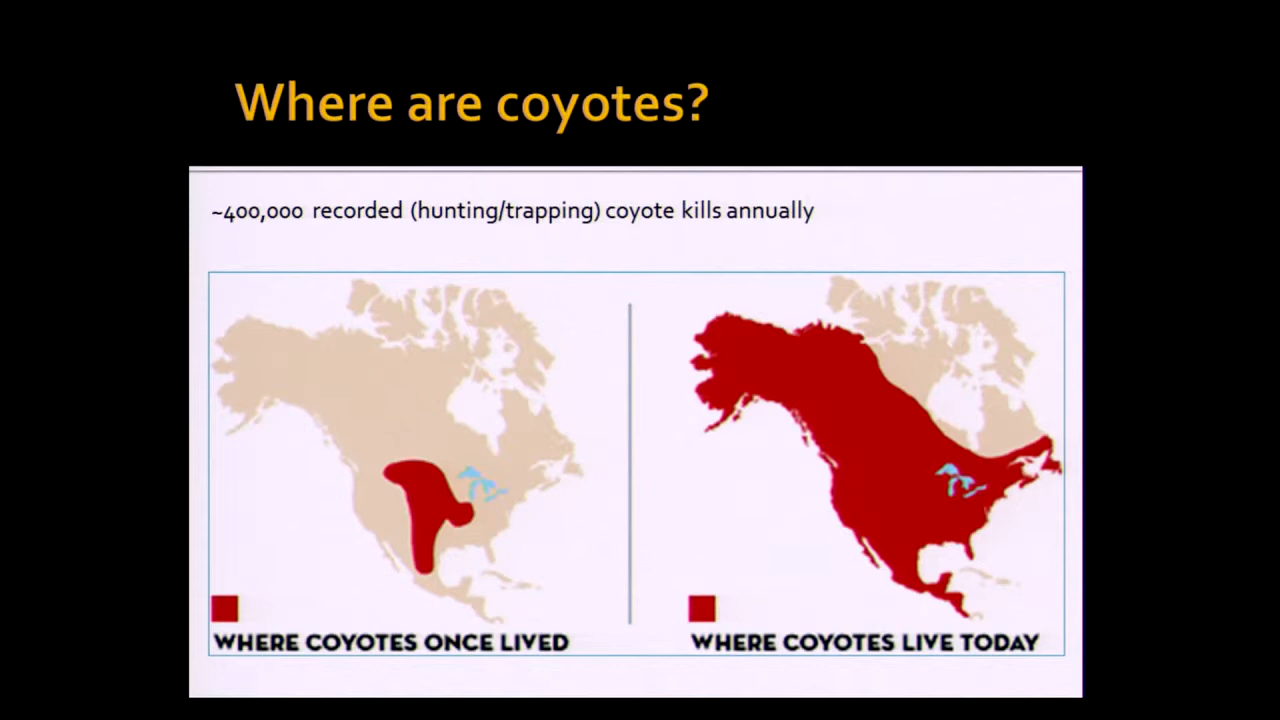 Where are coyotes?
~400,000 recorded (hunting/trapping) coyote kills annually
WHERE COYOTES ONCE LIVED
WHERE COYOTES LIVE TODAY